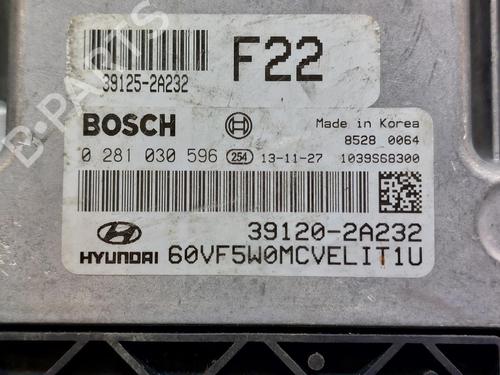 F22
39125-2A232
BOSCH
Made in Korea
8528 0064
0 281 030 596 254 13-11-27 1039S68300
39120-2A232
HYUNDAI 60VF5W0MCVELIT1U
B-PARTS